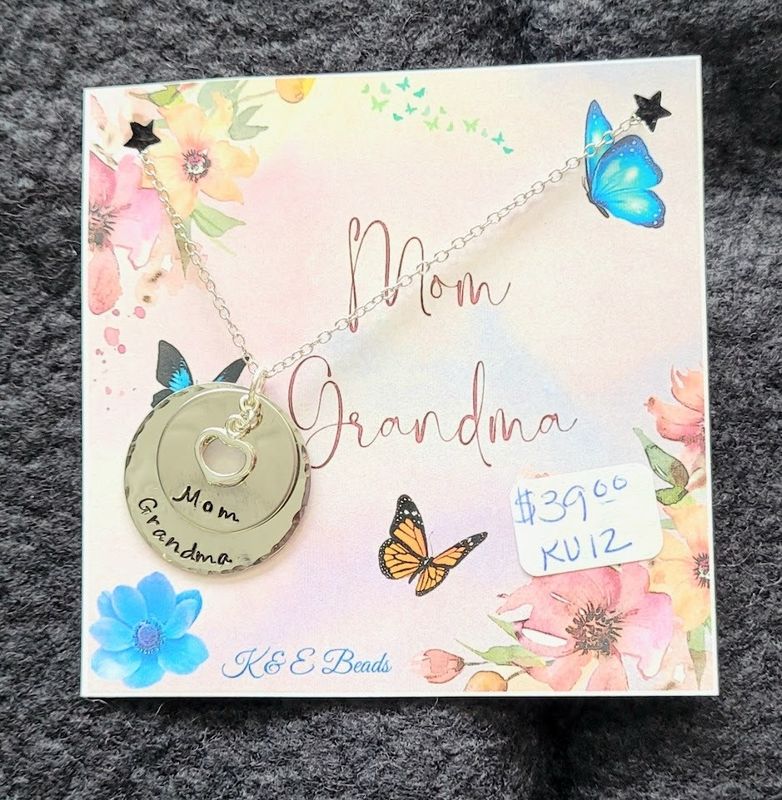 Mom
Grandma
Mom
Grandma
$39.00
KU12
K & E Beads